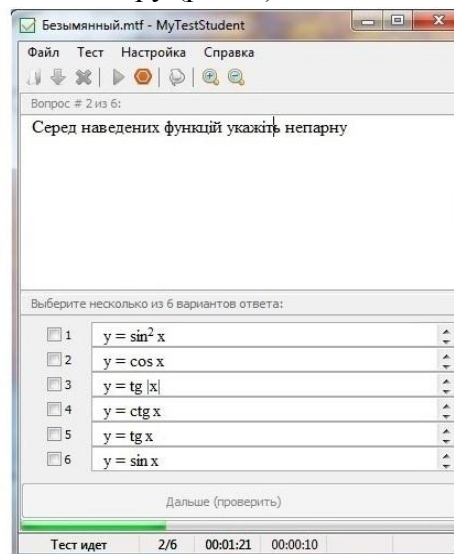 Безымянный.mtf - MyTestStudent
Файл Тест Настройка Справка
Вопрос # 2 из 6:
Серед наведених функцій укажіть непарну
Выберите несколько из 6 вариантов ответа:
1 y = sin² x
2 y = cos x
3 y = tg |x|
4 y = ctg x
5 y = tg x
6 y = sin x
Дальше (проверить)
Тест идет 2/6 00:01:21 00:00:10